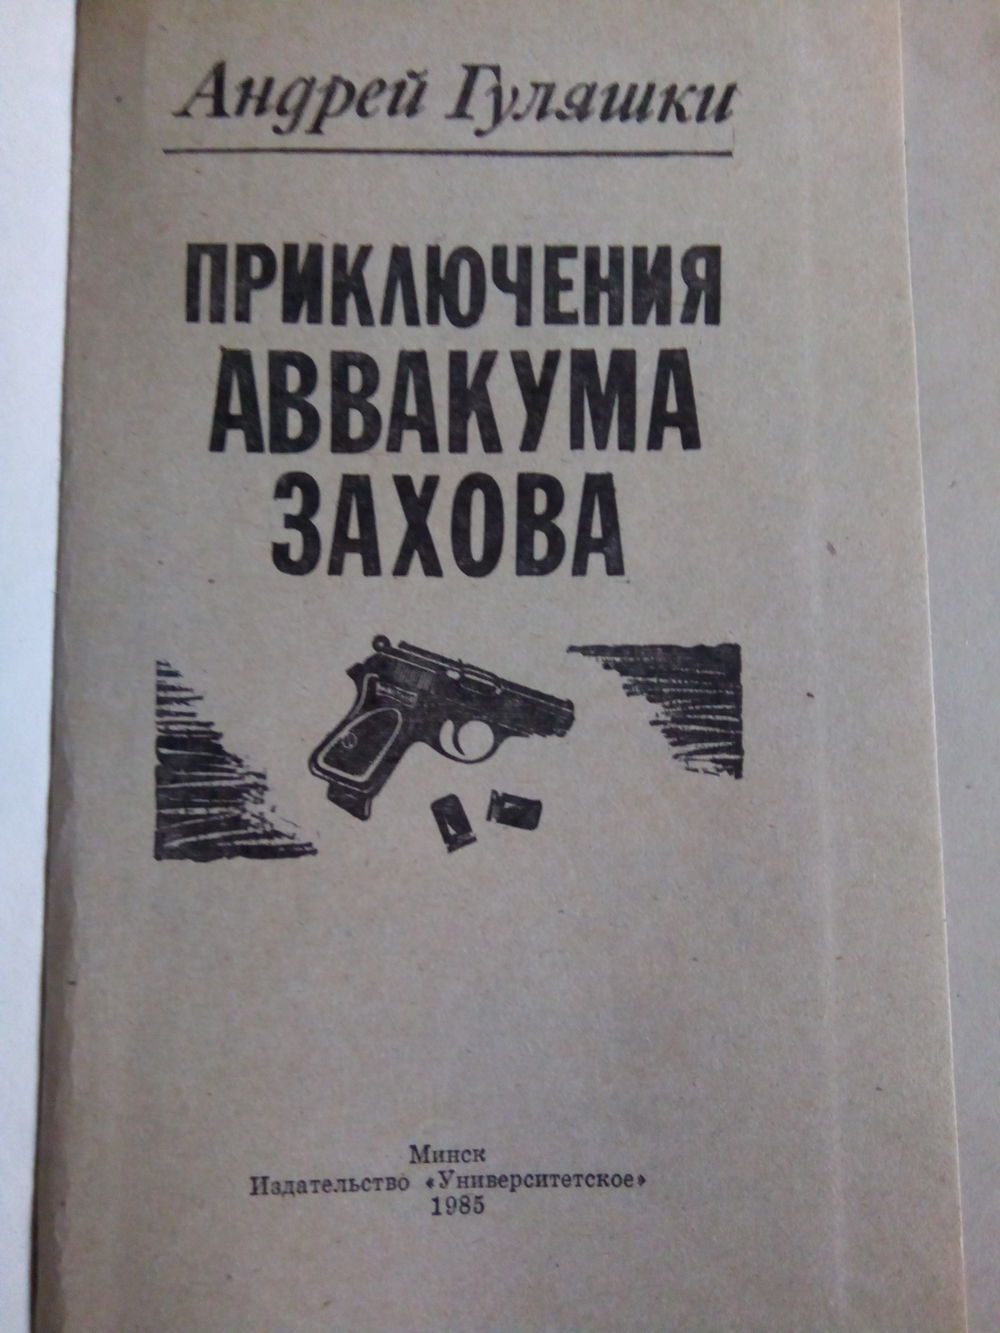 Андрей Гуляшки
ПРИКЛЮЧЕНИЯ
АВВАКУМА
ЗАХОВА
Минск
Издательство «Университетское»
1985